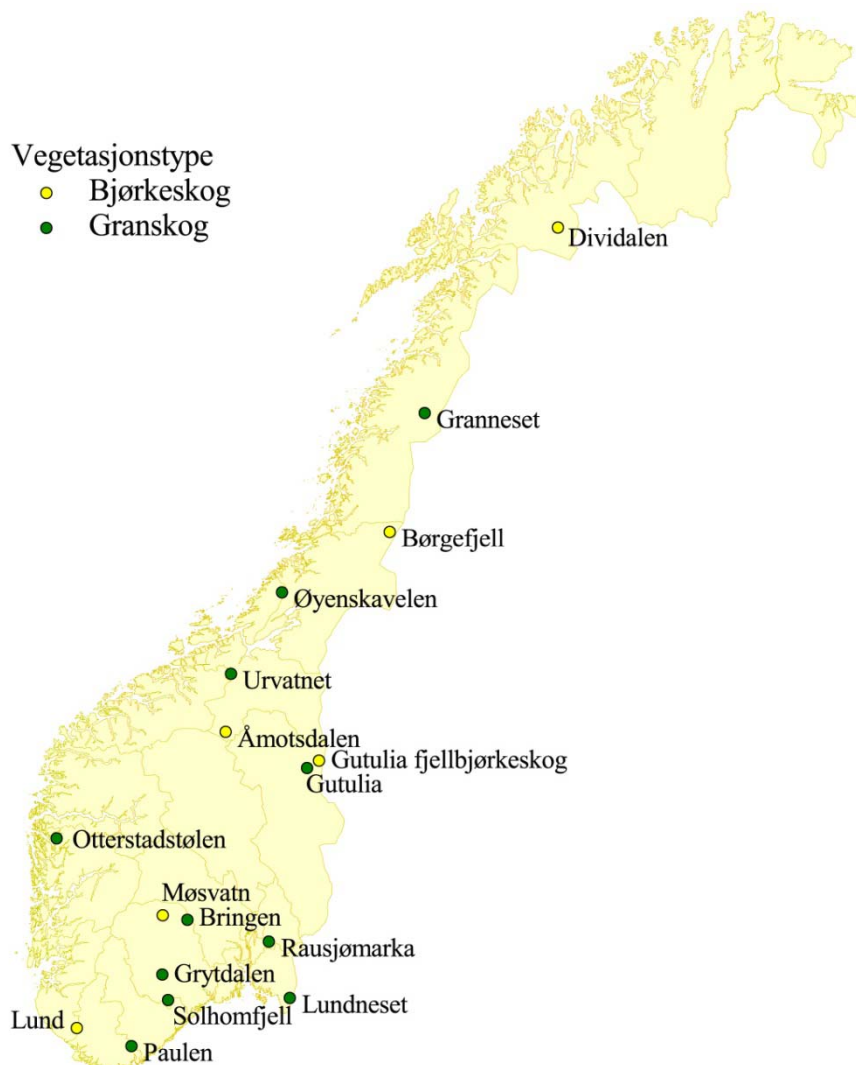 Vegetasjonstype
Bjørkeskog
Granskog
Dividalen
Granneset
Børgefjell
Øyenskavelen
Urvatnet
Åmotsdalen
Gutulia fjellbjørkeskog
Gutulia
Otterstadstølen
Møsvatn
Bringen
Rausjømarka
Grytdalen
Lundneset
Solhomfjell
Lund
Paulen